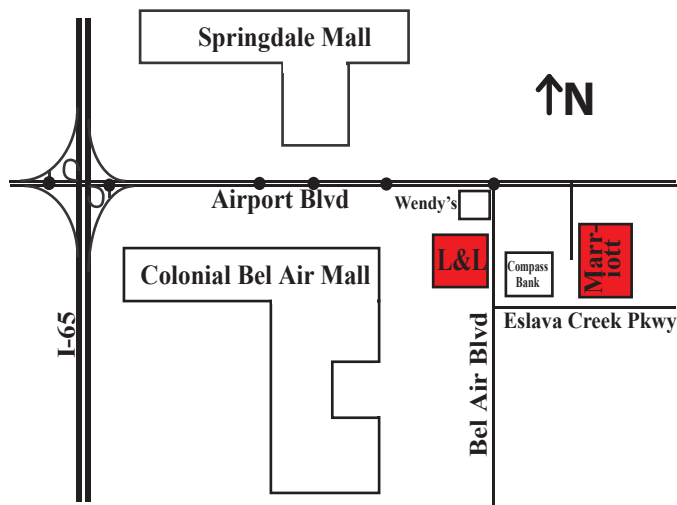 Springdale Mall
N
Airport Blvd
Wendy's
Colonial Bel Air Mall
L&L
Compass
Bank
Marr-
iott
I-65
Bel Air Blvd
Eslava Creek Pkwy